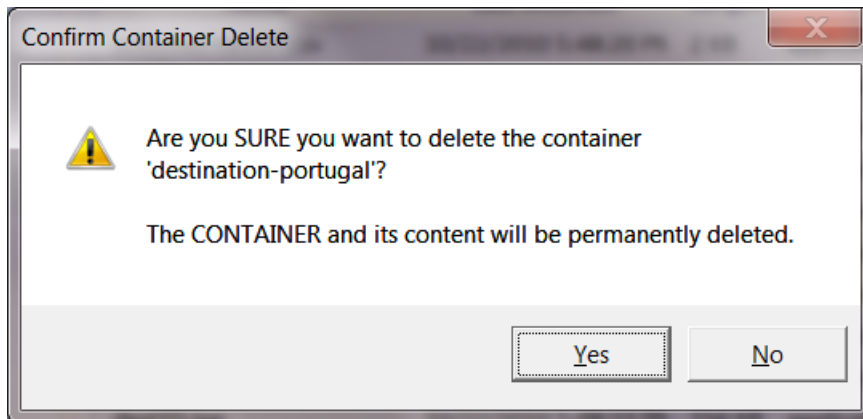 Confirm Container Delete
Are you SURE you want to delete the container
'destination-portugal'?
The CONTAINER and its content will be permanently deleted.
Yes
No